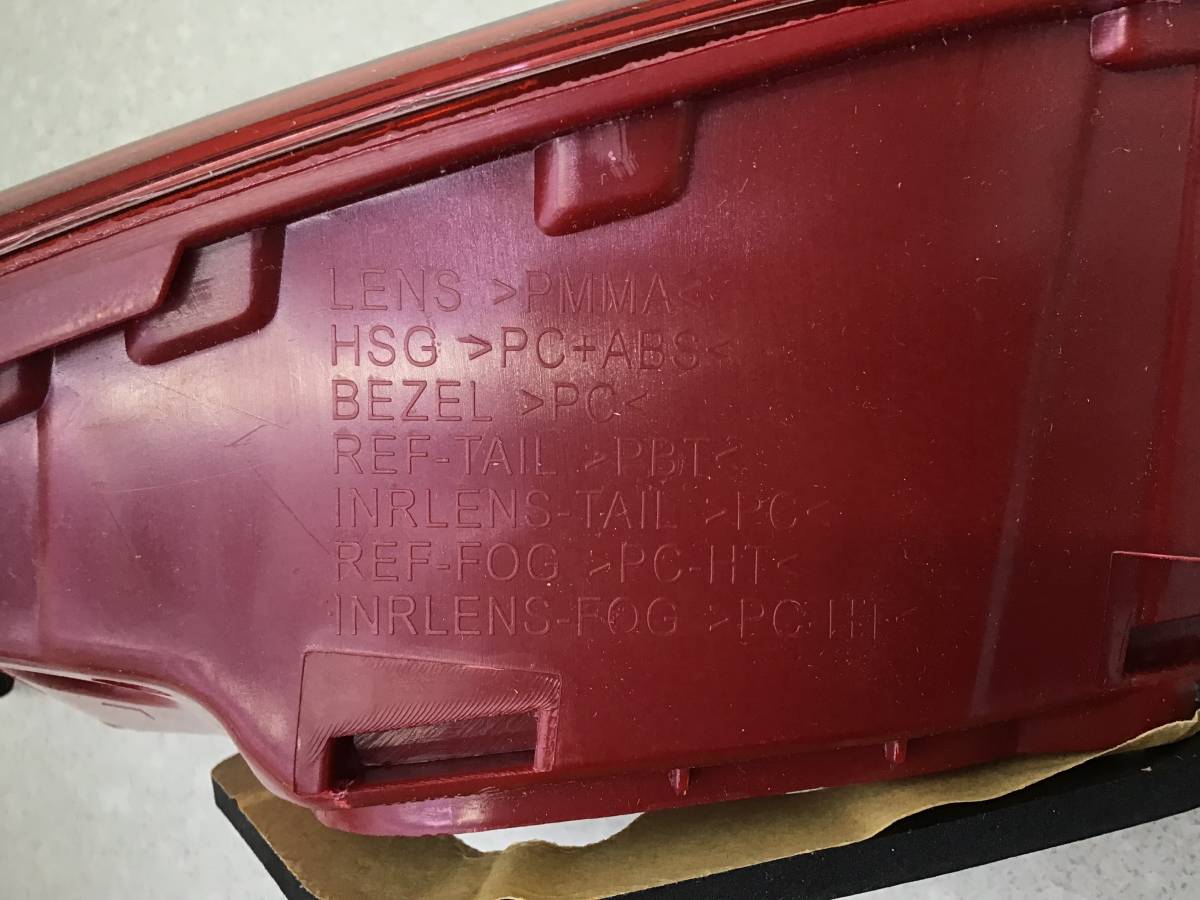 LENS >PMMA<
HSG >PC+ABS<
BEZEL >PC<
REF-TAIL >PBT<
INRLENS-TAIL >PC<
REF-FOG >PC-HT<
INRLENS-FOG >PC-HT<